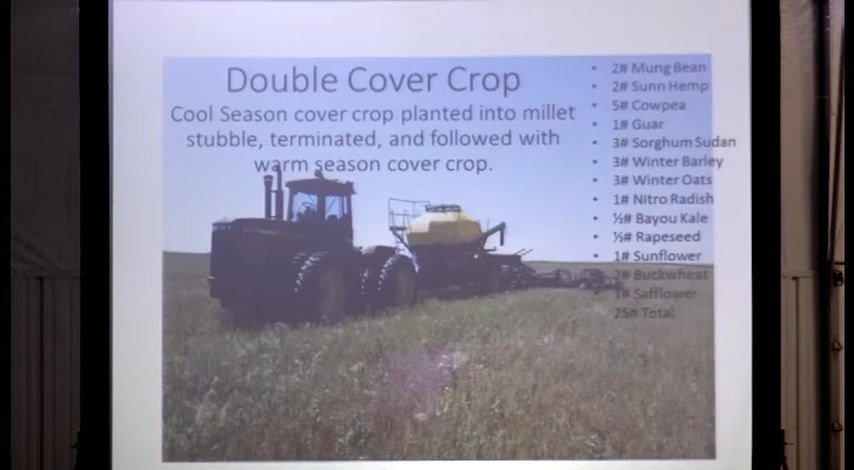 Double Cover Crop
Cool Season cover crop planted into millet
stubble, terminated, and followed with
warm season cover crop.
• 2# Mung Bean
• 2# Sunn Hemp
• 5# Cowpea
• 1# Guar
• 3# Sorghum Sudan
• 3# Winter Barley
• 3# Winter Oats
• 1# Nitro Radish
• ½# Bayou Kale
• ½# Rapeseed
• 1# Sunflower
• 2# Buckwheat
• 1# Safflower
25# Total